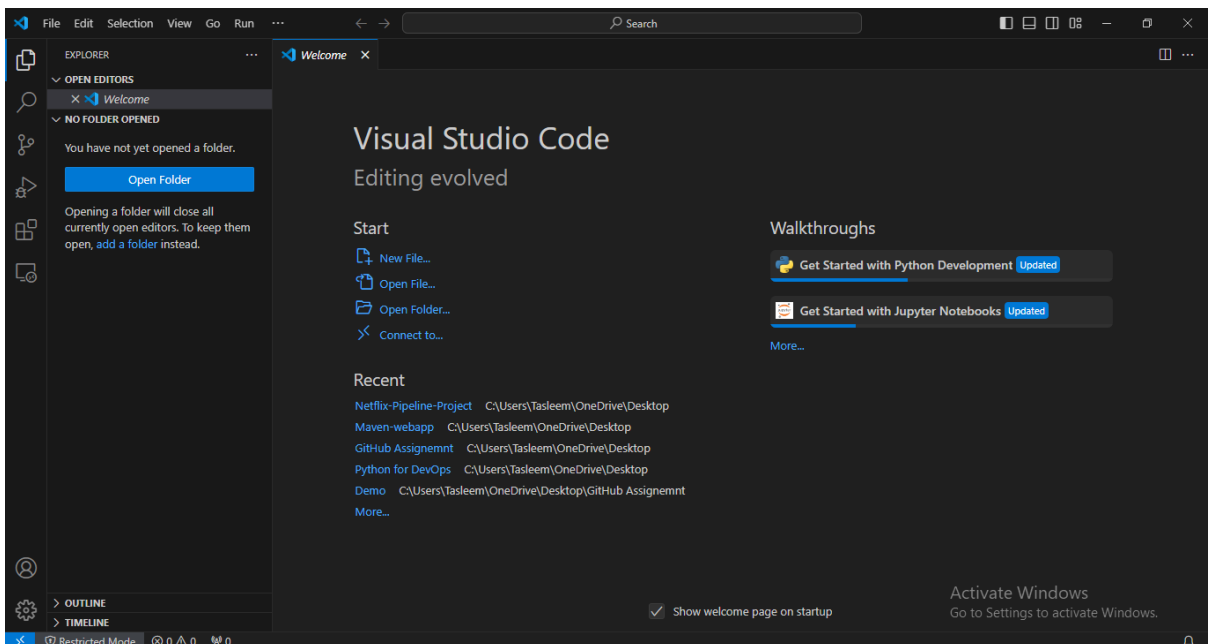 File Edit Selection View Go Run ...
Search
EXPLORER ...
OPEN EDITORS
Welcome
NO FOLDER OPENED
You have not yet opened a folder.
Open Folder
Opening a folder will close all
currently open editors. To keep them
open, add a folder instead.
OUTLINE
TIMELINE
Welcome
Visual Studio Code
Editing evolved
Start
New File...
Open File...
Open Folder...
Connect to...
Recent
Netflix-Pipeline-Project C:\Users\Tasleem\OneDrive\Desktop
Maven-webapp C:\Users\Tasleem\OneDrive\Desktop
GitHub Assignemnt C:\Users\Tasleem\OneDrive\Desktop
Python for DevOps C:\Users\Tasleem\OneDrive\Desktop
Demo C:\Users\Tasleem\OneDrive\Desktop\GitHub Assignemnt
More...
Walkthroughs
Get Started with Python Development Updated
Get Started with Jupyter Notebooks Updated
More...
Show welcome page on startup
Activate Windows
Go to Settings to activate Windows.
Restricted Mode 0 0 0